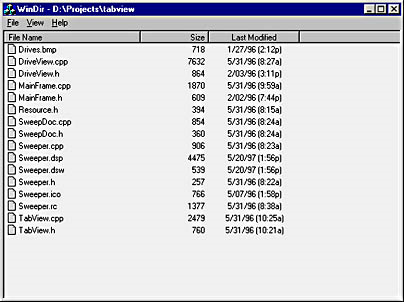 WinDir - D:\Projects\tabview
File View Help
File Name Size Last Modified
Drives.bmp 718 1/27/96 (2:12p)
DriveView.cpp 7632 5/31/96 (8:27a)
DriveView.h 864 2/03/96 (3:11p)
MainFrame.cpp 1870 5/31/96 (9:59a)
MainFrame.h 609 2/02/96 (7:44p)
Resource.h 394 5/31/96 (8:15a)
SweepDoc.cpp 854 5/31/96 (8:24a)
SweepDoc.h 360 5/31/96 (8:24a)
Sweeper.cpp 906 5/31/96 (8:23a)
Sweeper.dsp 4475 5/20/97 (1:56p)
Sweeper.dsw 539 5/20/97 (1:56p)
Sweeper.h 257 5/31/96 (8:22a)
Sweeper.ico 766 5/07/96 (1:58p)
Sweeper.rc 1377 5/31/96 (8:38a)
TabView.cpp 2479 5/31/96 (10:25a)
TabView.h 760 5/31/96 (10:21a)